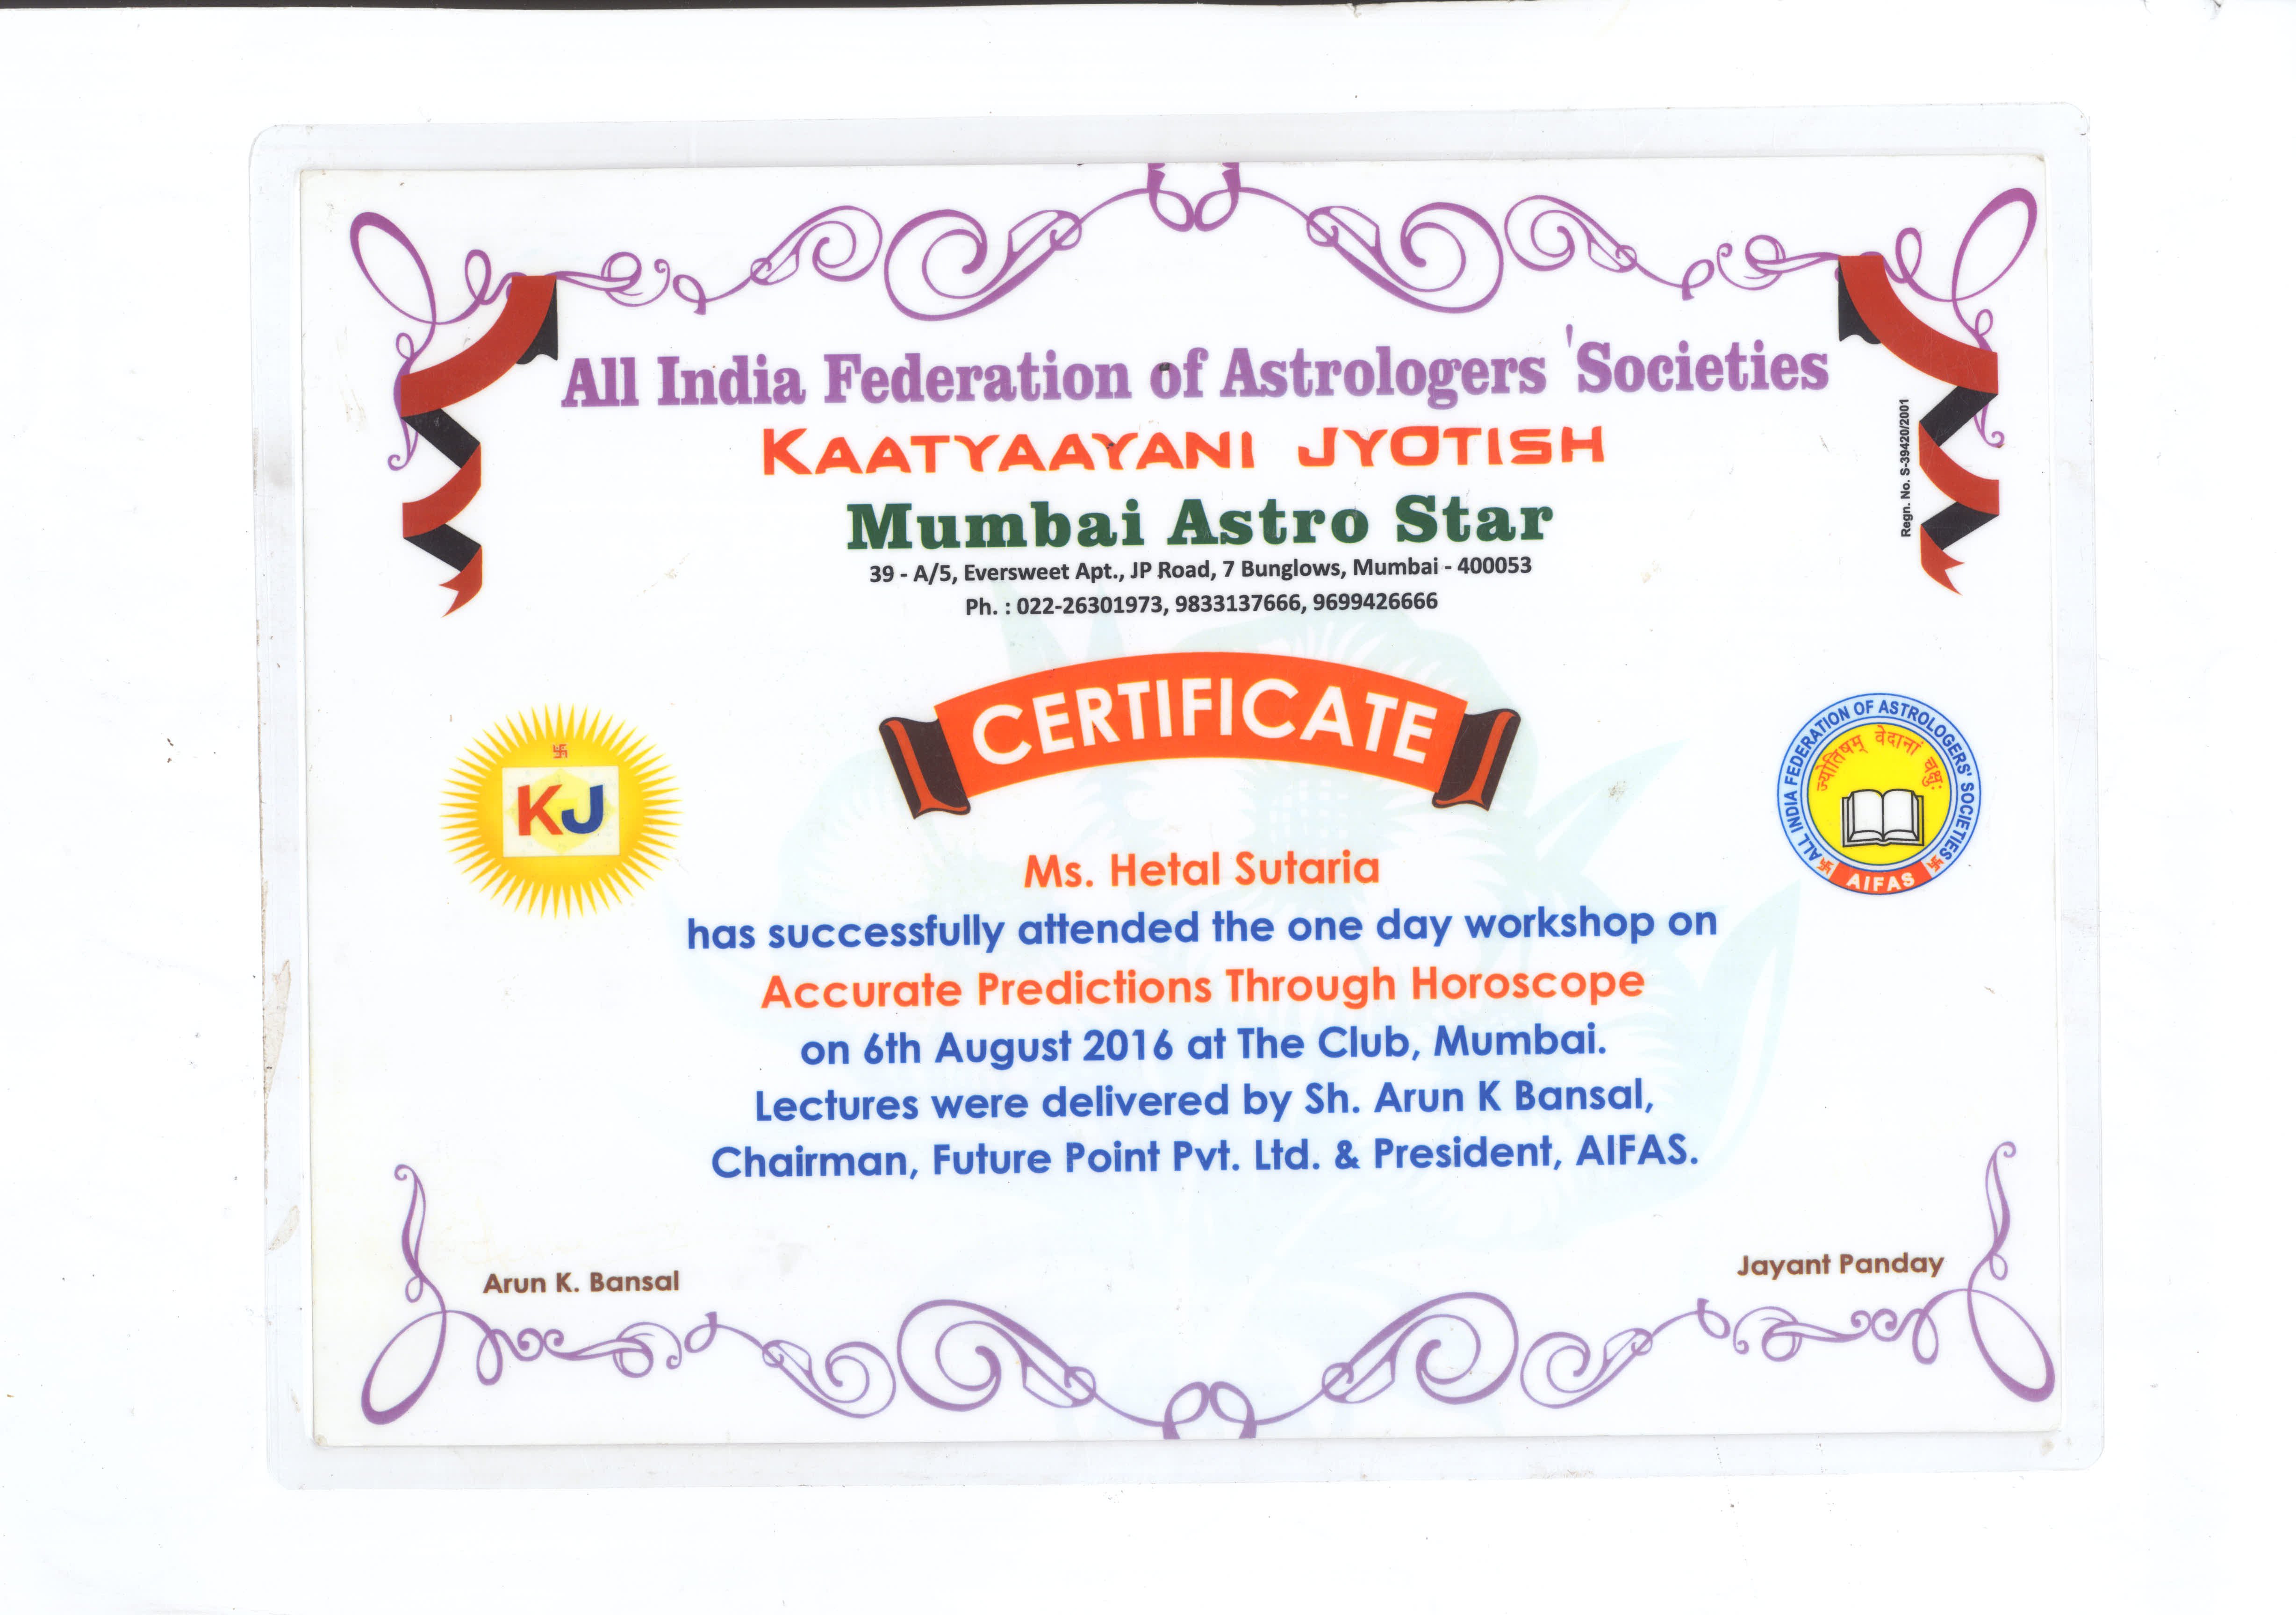 All India Federation of Astrologers 'Societies
KAATYAAYANI JYOTISH
Mumbai Astro Star
39 - A/5, Eversweet Apt., JP Road, 7 Bunglows, Mumbai - 400053
Ph. : 022-26301973, 9833137666, 9699426666
Regn. No. S-39420/2001
CERTIFICATE
卐
KJ
ALL INDIA FEDERATION OF ASTROLOGERS' SOCIETIES
ज्योतिषम् वेदानां चक्षुः
卐 AIFAS 卐
Ms. Hetal Sutaria
has successfully attended the one day workshop on
Accurate Predictions Through Horoscope
on 6th August 2016 at The Club, Mumbai.
Lectures were delivered by Sh. Arun K Bansal,
Chairman, Future Point Pvt. Ltd. & President, AIFAS.
Arun K. Bansal
Jayant Panday